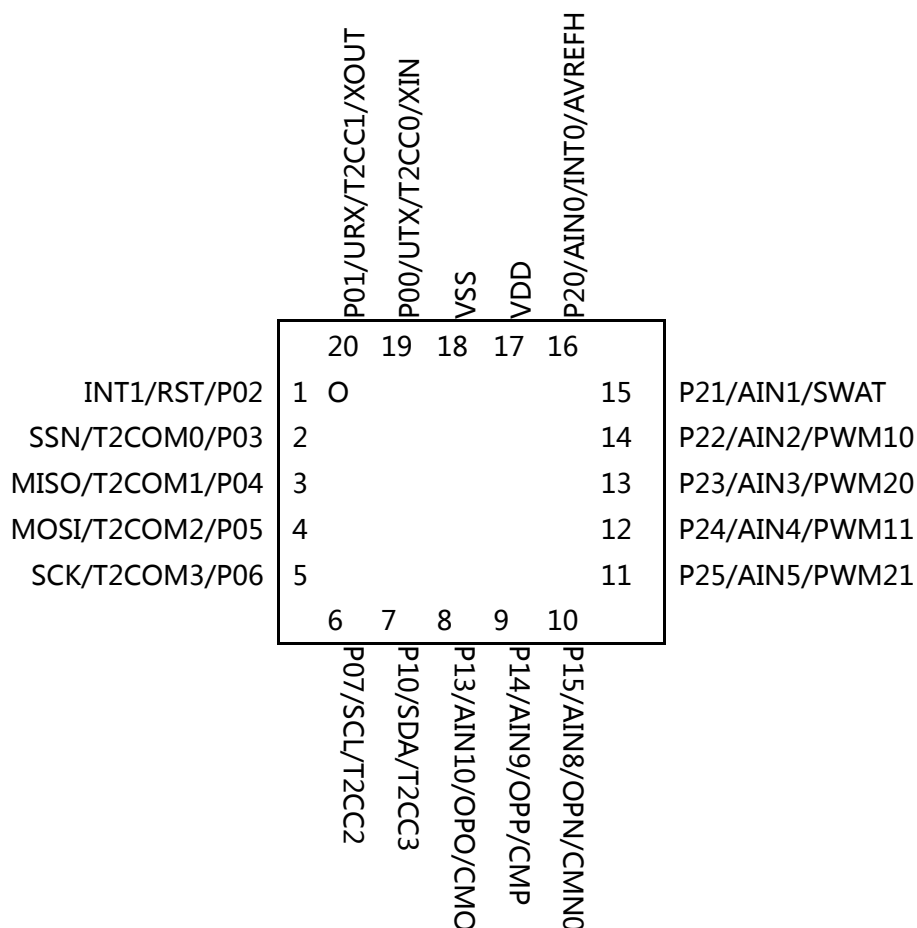 P01/URX/T2CC1/XOUT
P00/UTX/T2CC0/XIN
VSS
VDD
P20/AIN0/INT0/AVREFH
20 19 18 17 16
INT1/RST/P02 1 O 15 P21/AIN1/SWAT
SSN/T2COM0/P03 2 14 P22/AIN2/PWM10
MISO/T2COM1/P04 3 13 P23/AIN3/PWM20
MOSI/T2COM2/P05 4 12 P24/AIN4/PWM11
SCK/T2COM3/P06 5 11 P25/AIN5/PWM21
6 7 8 9 10
P07/SCL/T2CC2
P10/SDA/T2CC3
P13/AIN10/OPO/CMO
P14/AIN9/OPP/CMP
P15/AIN8/OPN/CMN0